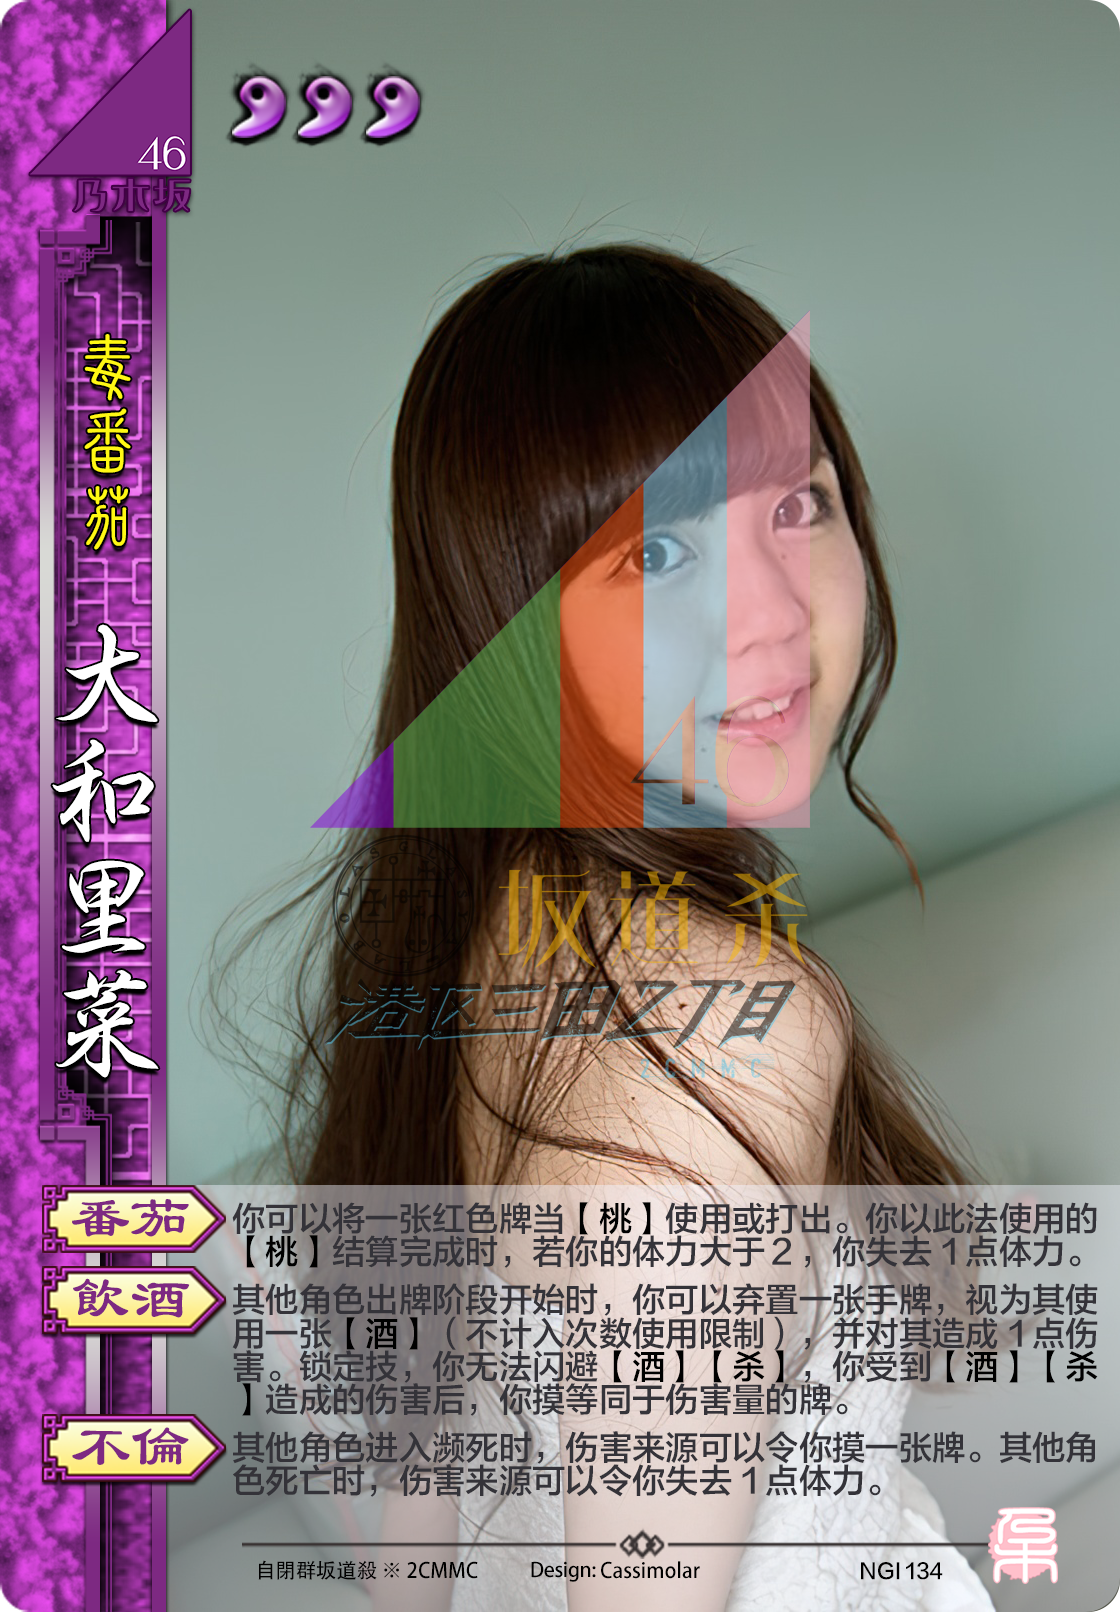 46
乃木坂
毒番茄
大和里菜
46
坂道杀
港区三田之丁目
2CMMC
番茄
你可以将一张红色牌当【桃】使用或打出。你以此法使用的
【桃】结算完成时，若你的体力大于2，你失去1点体力。
飲酒
其他角色出牌阶段开始时，你可以弃置一张手牌，视为其使
用一张【酒】（不计入次数使用限制），并对其造成1点伤
害。锁定技，你无法闪避【酒】【杀】，你受到【酒】【杀
】造成的伤害后，你摸等同于伤害量的牌。
不倫
其他角色进入濒死时，伤害来源可以令你摸一张牌。其他角
色死亡时，伤害来源可以令你失去1点体力。
自閉群坂道殺 ※ 2CMMC Design: Cassimolar NGI134